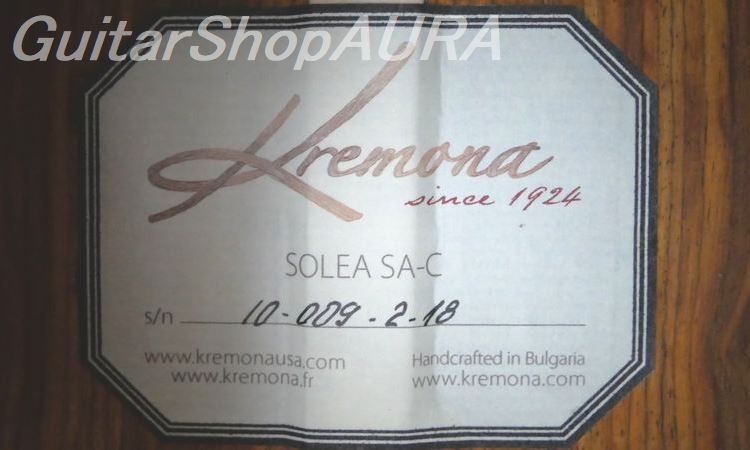 GuitarShopAURA
Kremona
since 1924
SOLEA SA-C
s/n 10-009-2-18
www.kremonausa.com
www.kremona.fr
Handcrafted in Bulgaria
www.kremona.com